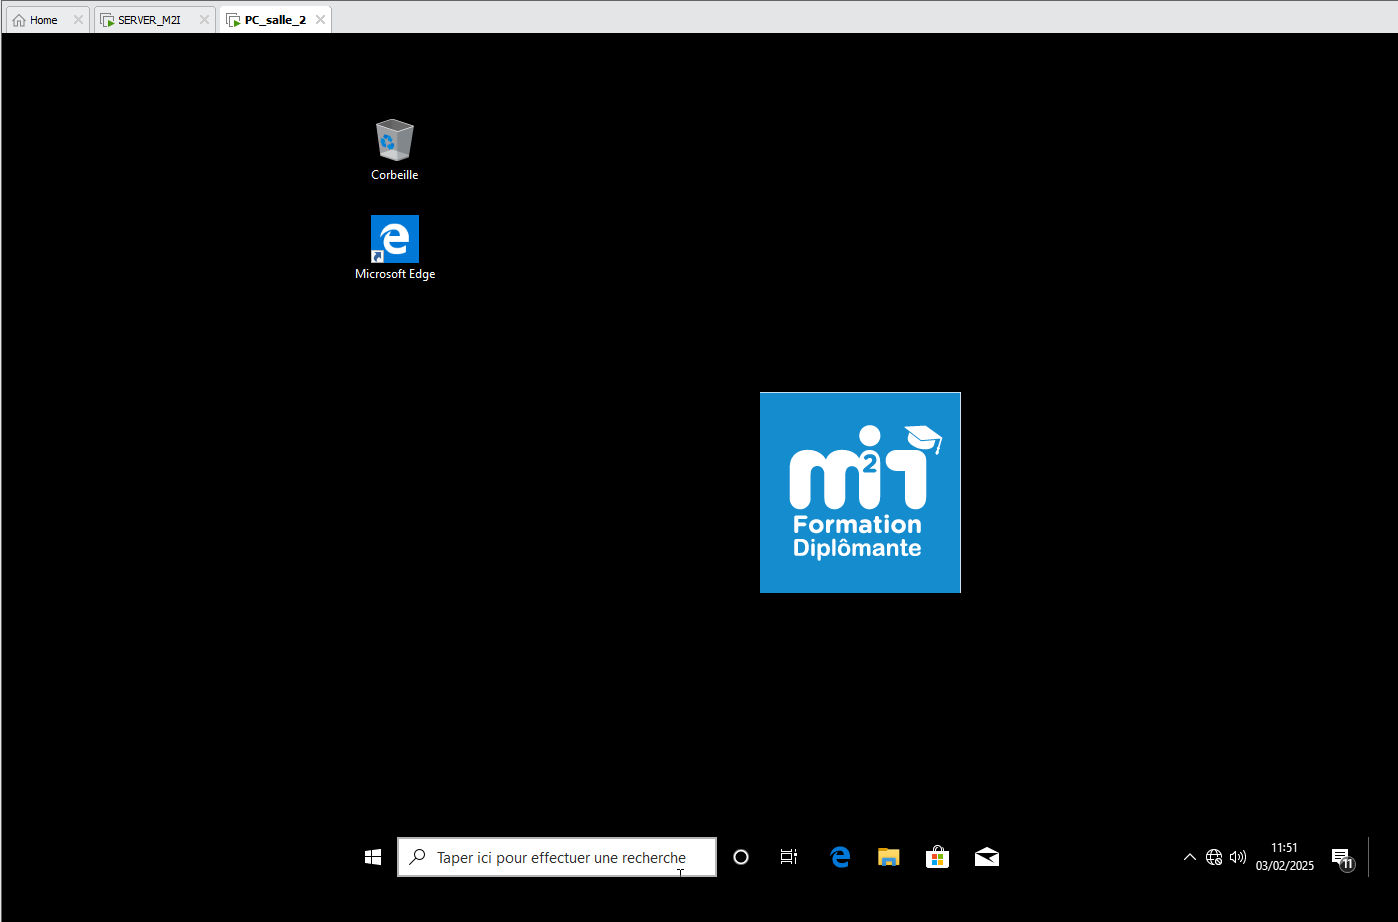 Home
SERVER_M2I
PC_salle_2
Corbeille
Microsoft Edge
m2i
Formation
Diplômante
Taper ici pour effectuer une recherche
11:51
03/02/2025
11